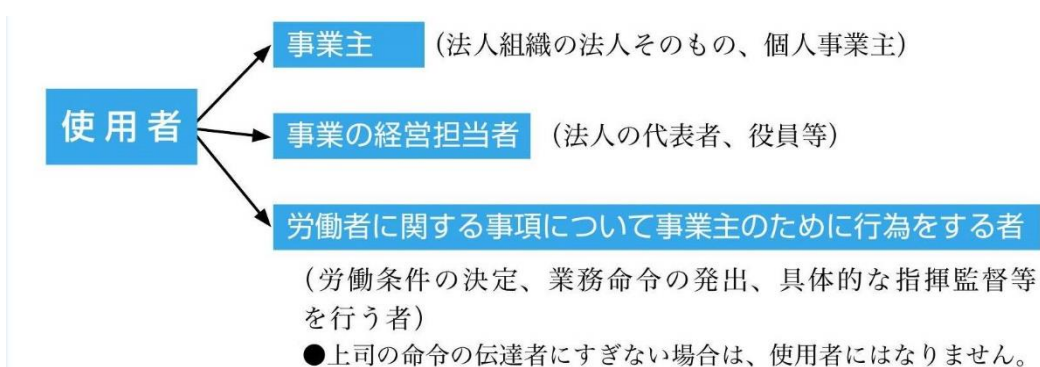 事業主 (法人組織の法人そのもの、個人事業主)
使用者
事業の経営担当者 (法人の代表者、役員等)
労働者に関する事項について事業主のために行為をする者
(労働条件の決定、業務命令の発出、具体的な指揮監督等
を行う者)
●上司の命令の伝達者にすぎない場合は、使用者にはなりません。